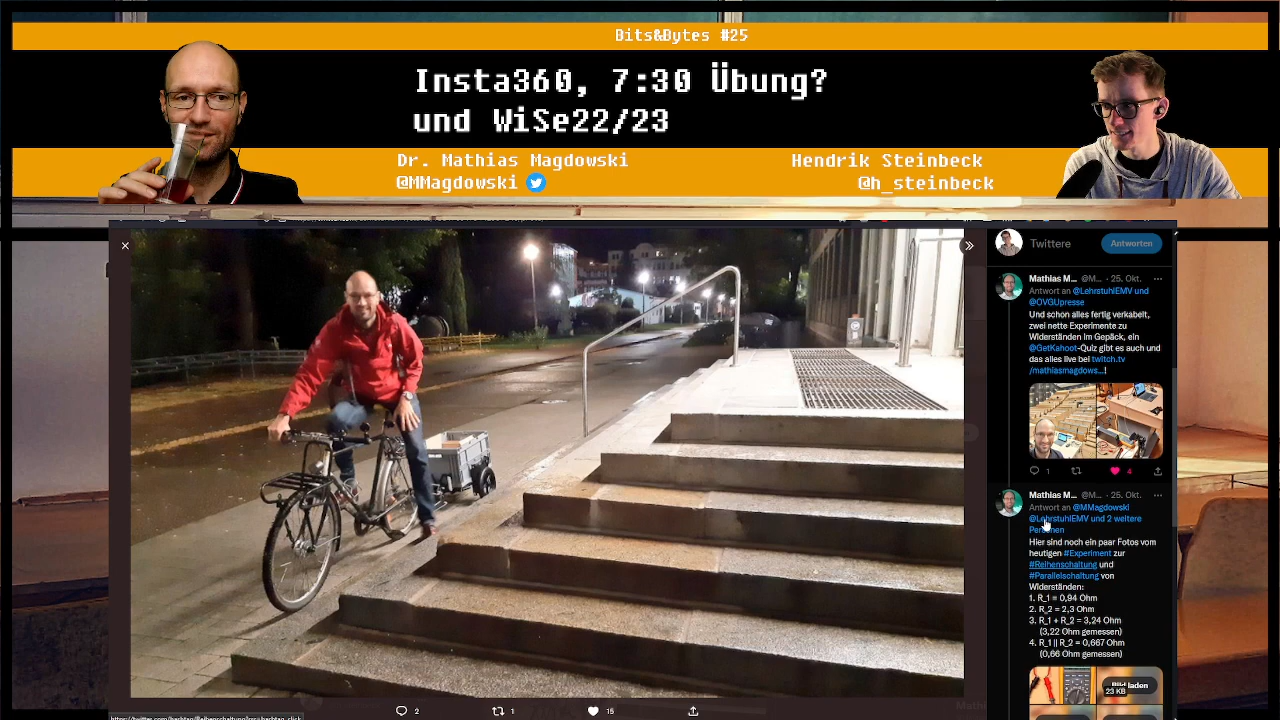 Bits&Bytes #25
Insta360, 7:30 Übung?
und WiSe22/23
Dr. Mathias Magdowski
@MMagdowski
Hendrik Steinbeck
@h_steinbeck
Twittere
Antworten
Mathias M... @M... · 25. Okt.
Antwort an @LehrstuhlEMV und
@OVGUpresse
Und schon alles fertig verkabelt,
zwei nette Experimente zu
Widerständen im Gepäck, ein
@GetKahoot-Quiz gibt es auch und
das alles live bei twitch.tv
/mathiasmagdows...!
1
4
Mathias M... @M... · 25. Okt.
Antwort an @MMagdowski
@LehrstuhlEMV und 2 weitere
Personen
Hier sind noch ein paar Fotos vom
heutigen #Experiment zur
#Reihenschaltung und
#Parallelschaltung von
Widerständen:
1. R_1 = 0,94 Ohm
2. R_2 = 2,3 Ohm
3. R_1 + R_2 = 3,24 Ohm
(3,22 Ohm gemessen)
4. R_1 || R_2 = 0,667 Ohm
(0,66 Ohm gemessen)
Bild laden
23 KB
2
1
15